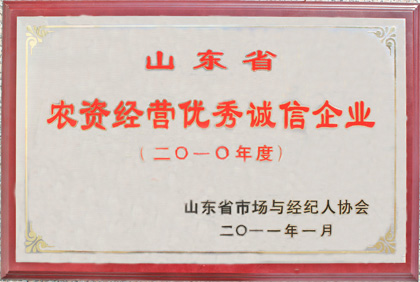 山东省
农资经营优秀诚信企业
(二〇一〇年度)
山东省市场与经纪人协会
二〇一一年一月